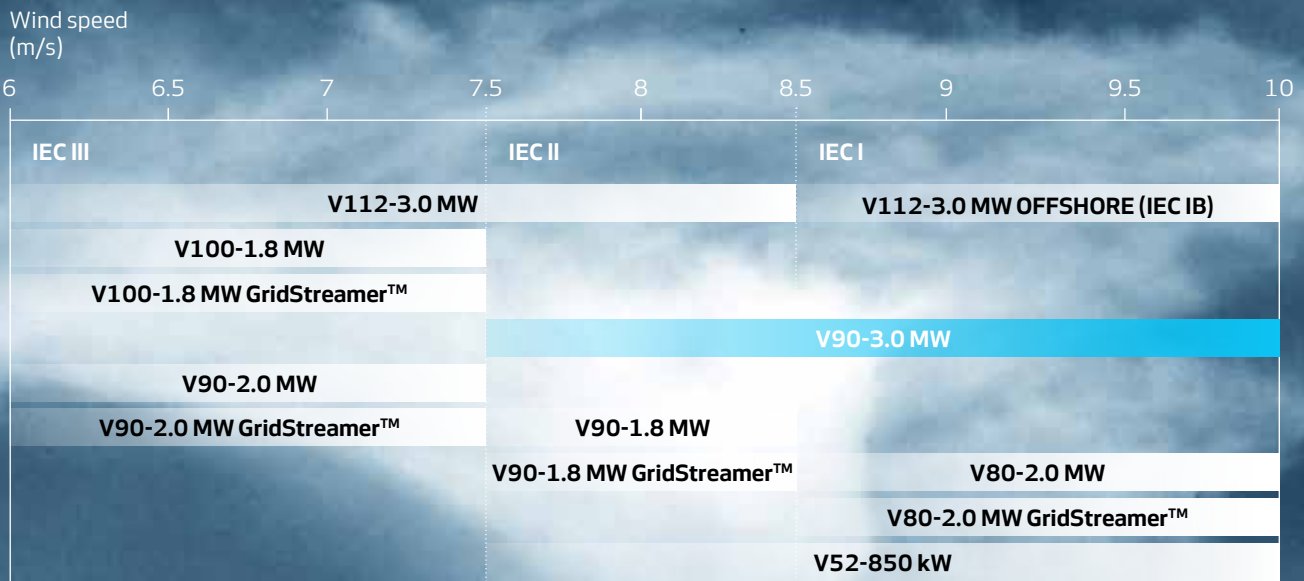 Wind speed
(m/s)
6 6.5 7 7.5 8 8.5 9 9.5 10
IEC III IEC II IEC I
V112-3.0 MW V112-3.0 MW OFFSHORE (IEC IB)
V100-1.8 MW
V100-1.8 MW GridStreamer™
V90-3.0 MW
V90-2.0 MW
V90-2.0 MW GridStreamer™ V90-1.8 MW
V90-1.8 MW GridStreamer™ V80-2.0 MW
V80-2.0 MW GridStreamer™
V52-850 kW